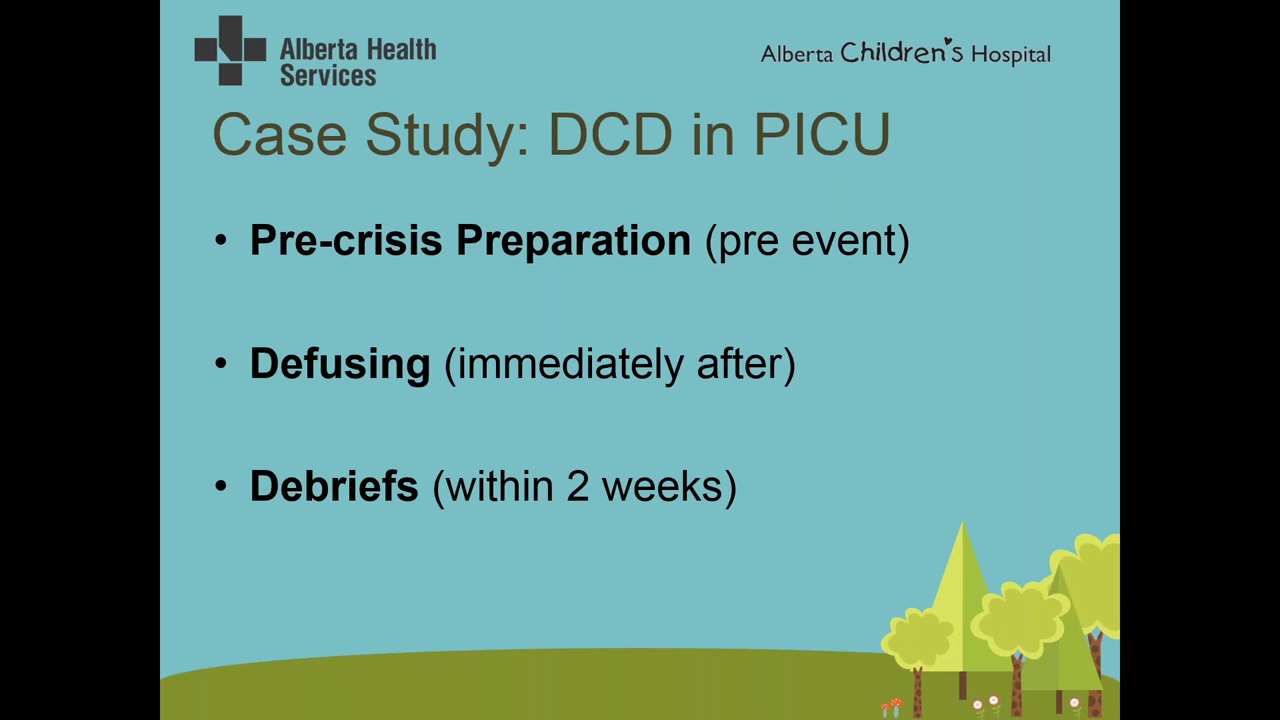 Alberta Health
Services
Alberta Children's Hospital
Case Study: DCD in PICU
• Pre-crisis Preparation (pre event)
• Defusing (immediately after)
• Debriefs (within 2 weeks)